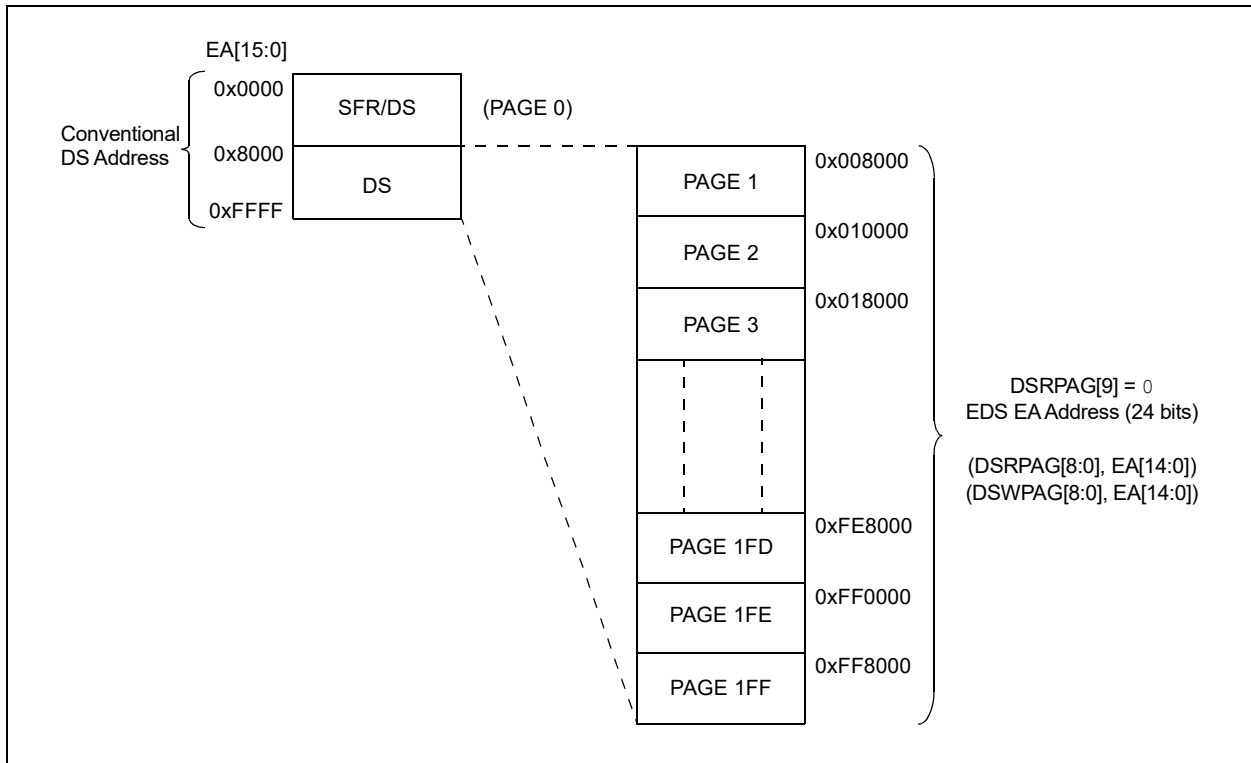 EA[15:0]
0x0000
SFR/DS
(PAGE 0)
Conventional
DS Address
0x8000
DS
0xFFFF
PAGE 1
0x008000
PAGE 2
0x010000
PAGE 3
0x018000
DSRPAG[9] = 0
EDS EA Address (24 bits)
(DSRPAG[8:0], EA[14:0])
(DSWPAG[8:0], EA[14:0])
PAGE 1FD
0xFE8000
PAGE 1FE
0xFF0000
PAGE 1FF
0xFF8000